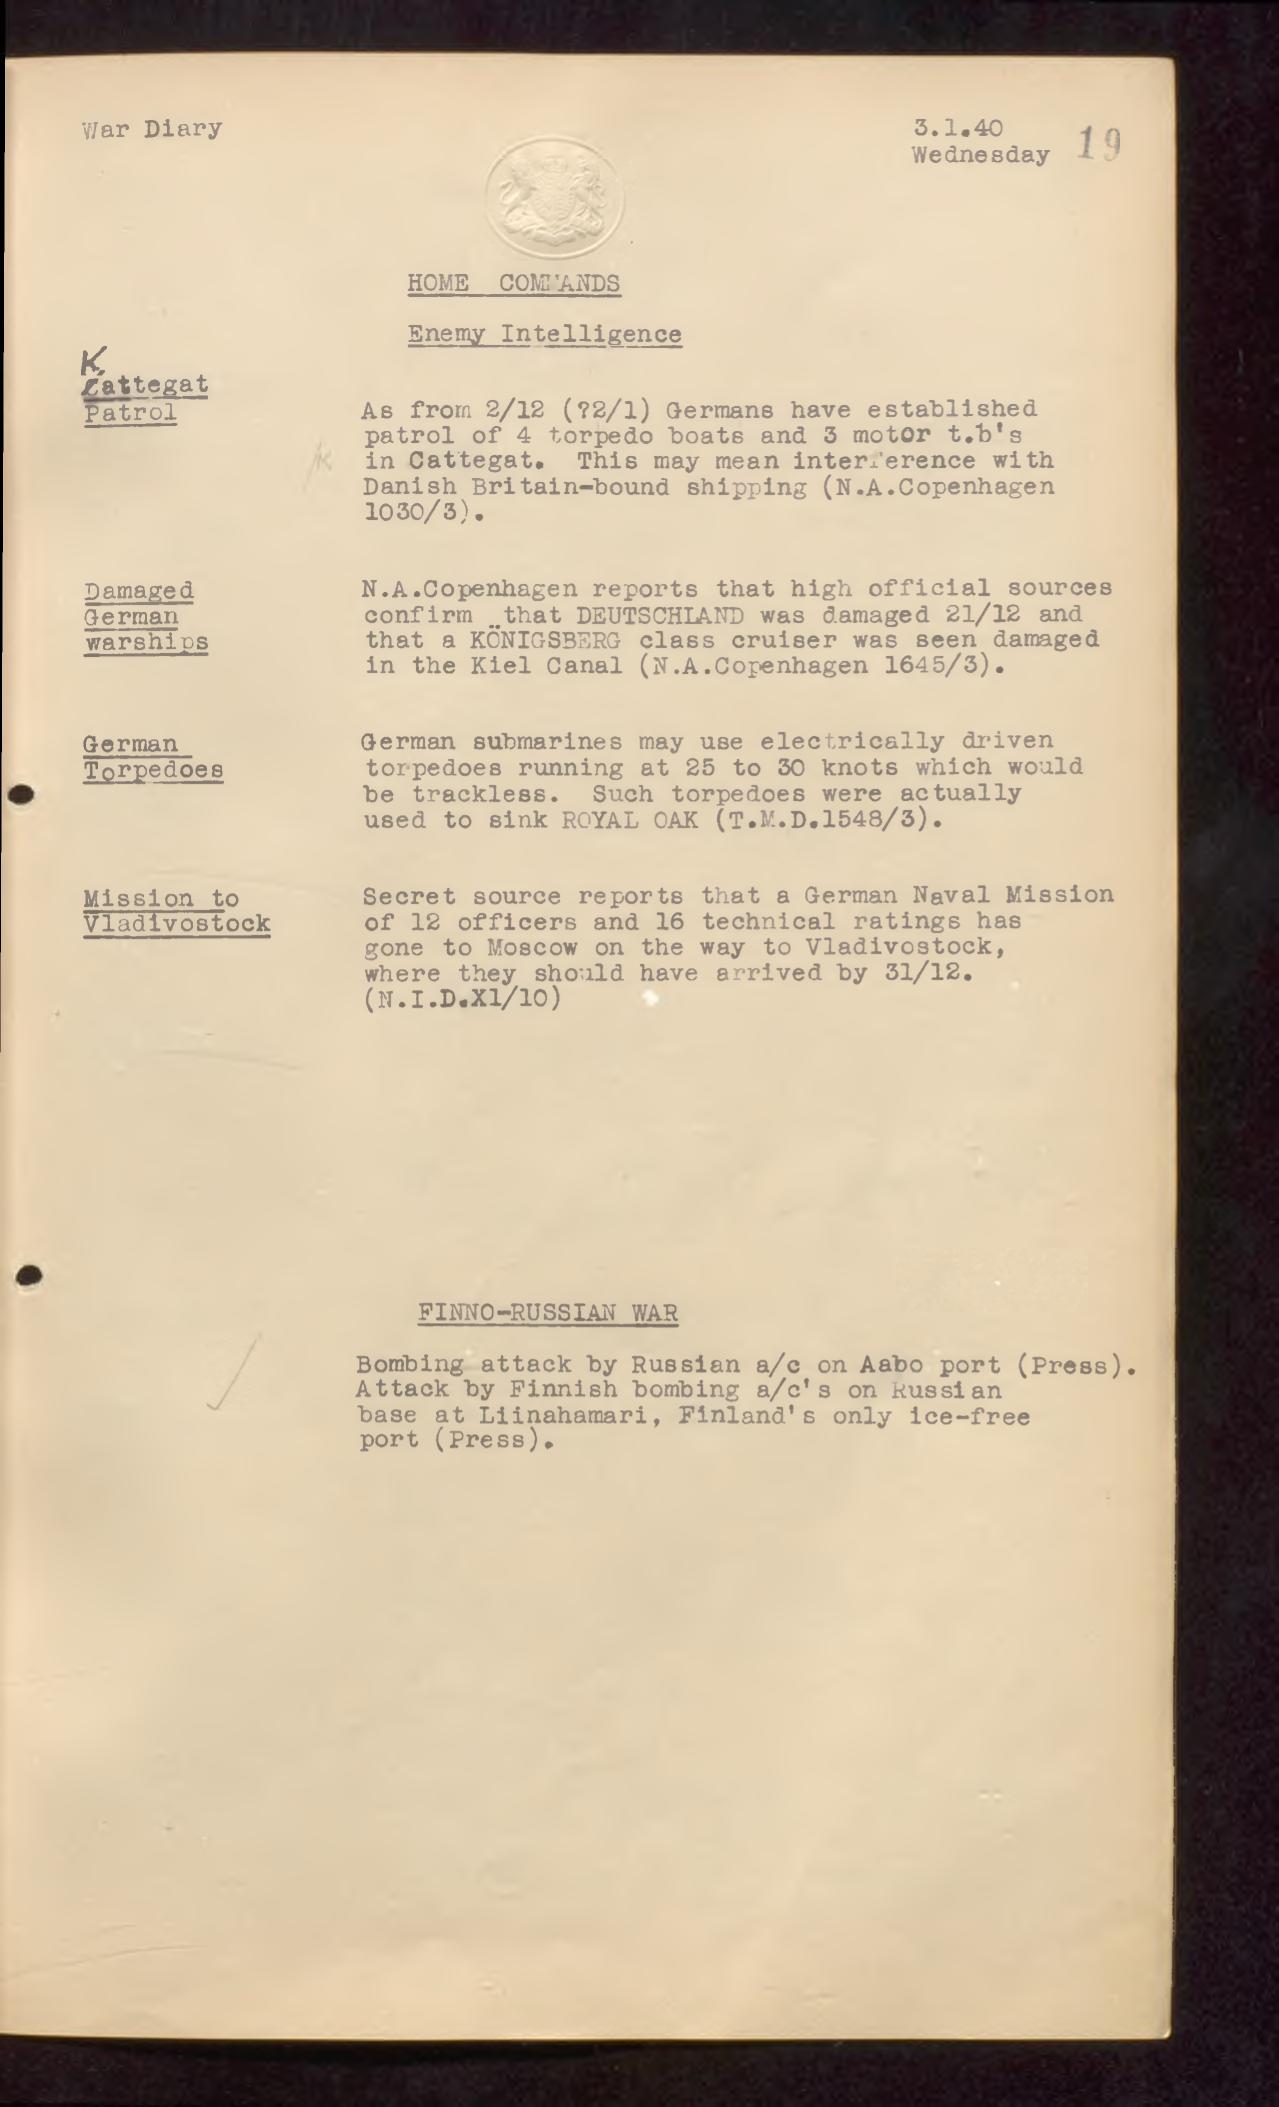 War Diary
3.1.40
Wednesday 19
HOME COMMANDS
Enemy Intelligence
K
Cattegat
Patrol
As from 2/12 (?2/1) Germans have established
patrol of 4 torpedo boats and 3 motor t.b's
in Cattegat. This may mean interference with
Danish Britain-bound shipping (N.A.Copenhagen
1030/3).
K
Damaged
German
warships
N.A.Copenhagen reports that high official sources
confirm that DEUTSCHLAND was damaged 21/12 and
that a KÖNIGSBERG class cruiser was seen damaged
in the Kiel Canal (N.A.Copenhagen 1645/3).
German
Torpedoes
German submarines may use electrically driven
torpedoes running at 25 to 30 knots which would
be trackless. Such torpedoes were actually
used to sink ROYAL OAK (T.M.D.1548/3).
Mission to
Vladivostock
Secret source reports that a German Naval Mission
of 12 officers and 16 technical ratings has
gone to Moscow on the way to Vladivostock,
where they should have arrived by 31/12.
(N.I.D.X1/10)
FINNO-RUSSIAN WAR
Bombing attack by Russian a/c on Aabo port (Press).
Attack by Finnish bombing a/c's on Russian
base at Liinahamari, Finland's only ice-free
port (Press).